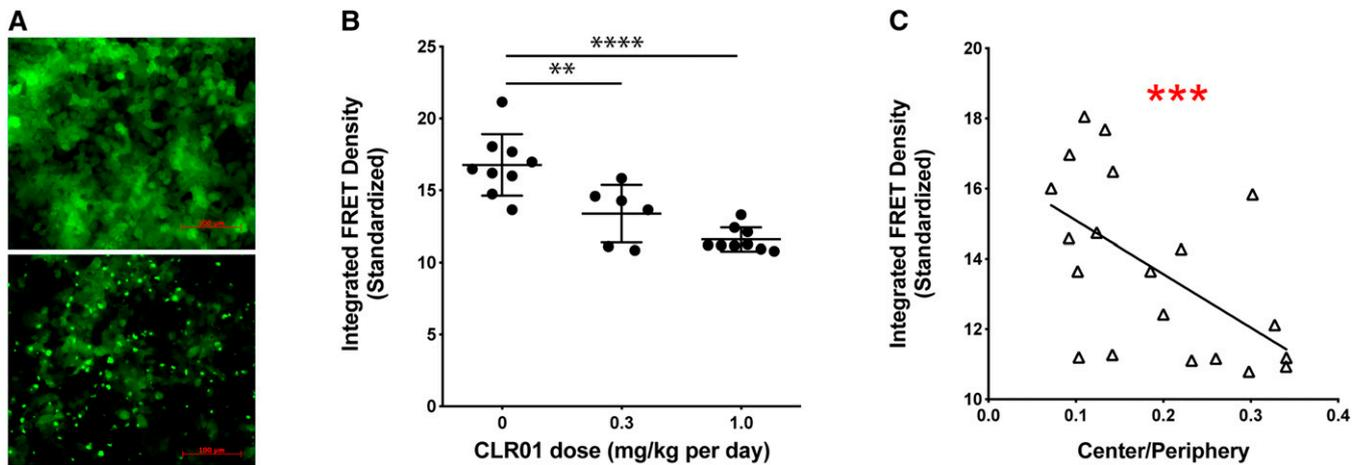 A
100 µm
100 µm
B
Integrated FRET Density
(Standardized)
25
20
15
10
5
0
****
**
0
0.3
1.0
CLR01 dose (mg/kg per day)
C
Integrated FRET Density
(Standardized)
20
18
16
14
12
10
***
0.0
0.1
0.2
0.3
0.4
Center/Periphery